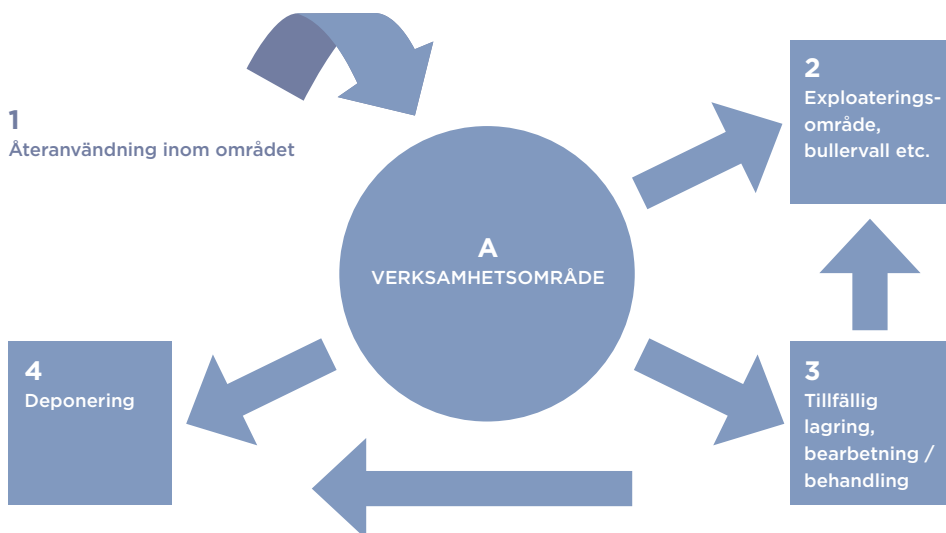 1
Återanvändning inom området
2
Exploaterings-
område,
bullervall etc.
A
VERKSAMHETSOMRÅDE
4
Deponering
3
Tillfällig
lagring,
bearbetning /
behandling